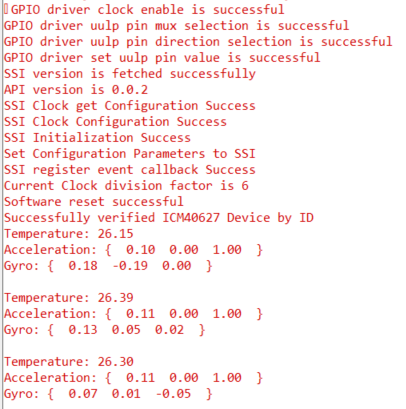 GPIO driver clock enable is successful
GPIO driver uulp pin mux selection is successful
GPIO driver uulp pin direction selection is successful
GPIO driver set uulp pin value is successful
SSI version is fetched successfully
API version is 0.0.2
SSI Clock get Configuration Success
SSI Clock Configuration Success
SSI Initialization Success
Set Configuration Parameters to SSI
SSI register event callback Success
Current Clock division factor is 6
Software reset successful
Successfully verified ICM40627 Device by ID
Temperature: 26.15
Acceleration: {  0.10  0.00  1.00  }
Gyro: {  0.18  -0.19  0.00  }

Temperature: 26.39
Acceleration: {  0.11  0.00  1.00  }
Gyro: {  0.13  0.05  0.02  }

Temperature: 26.30
Acceleration: {  0.11  0.00  1.00  }
Gyro: {  0.07  0.01  -0.05  }